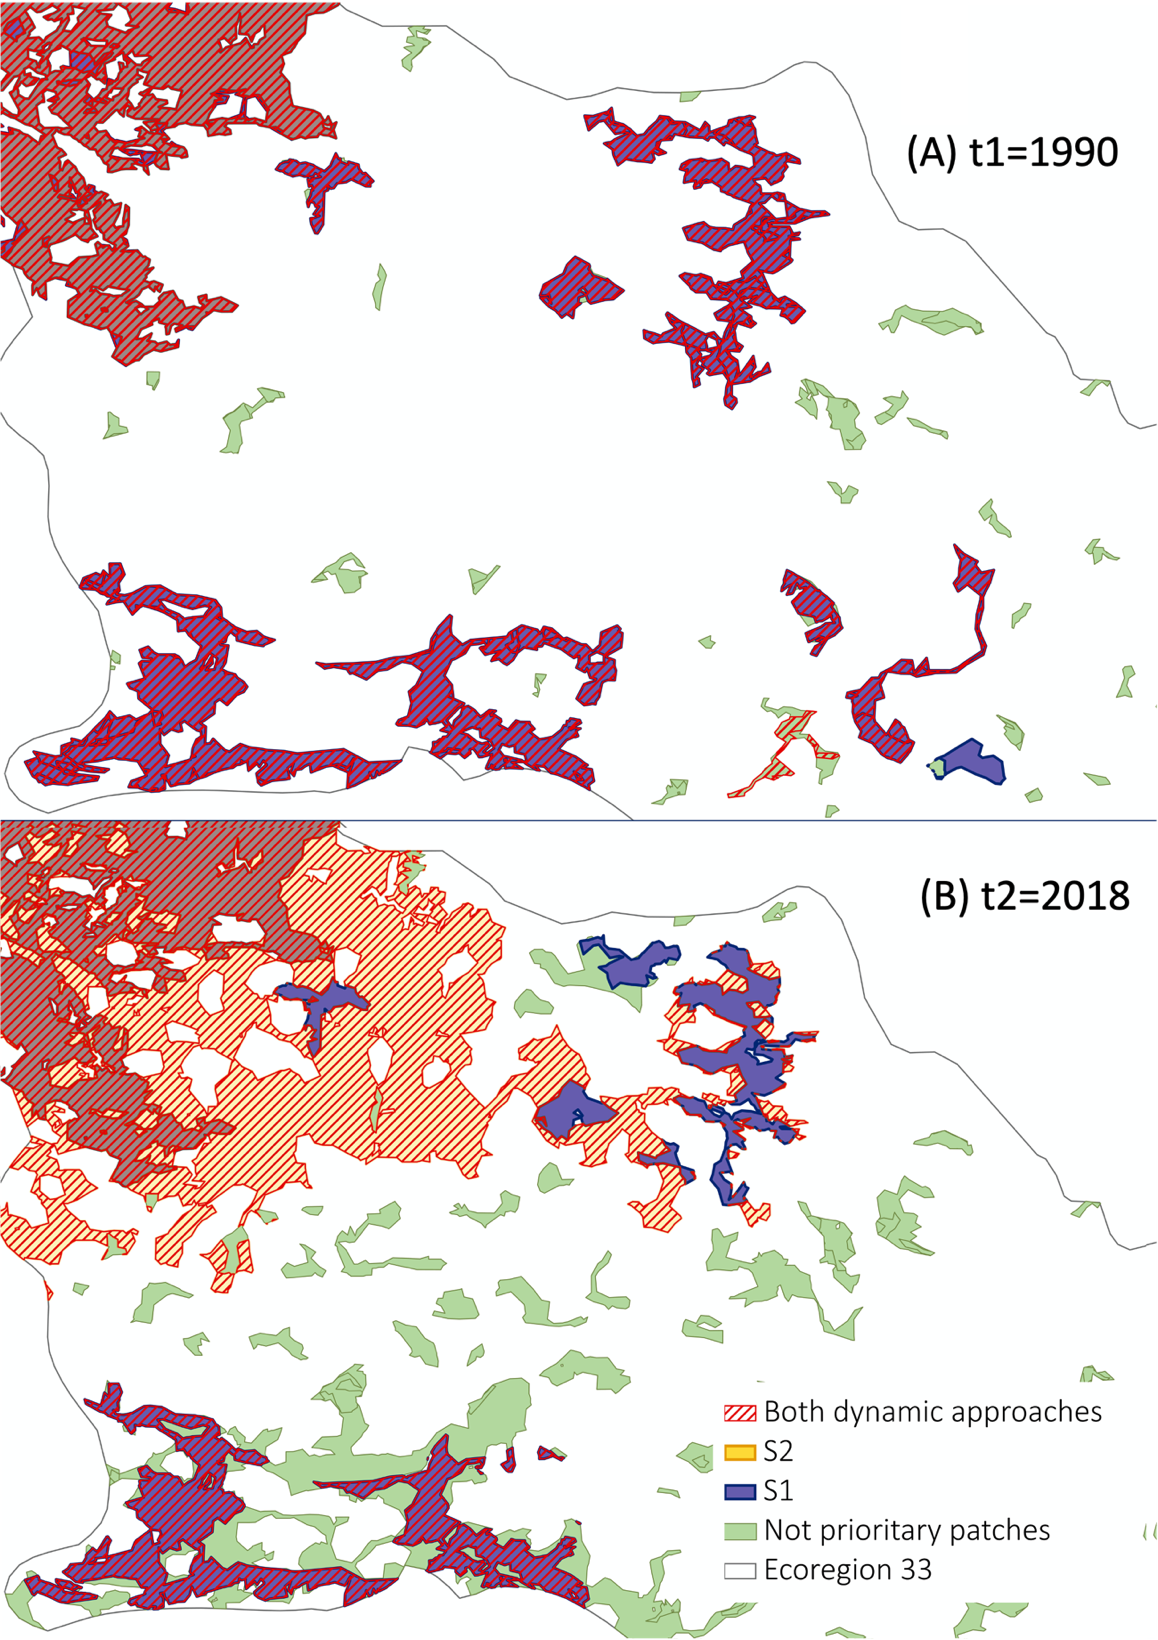 (A) t1=1990
(B) t2=2018
Both dynamic approaches
S2
S1
Not prioritary patches
Ecoregion 33